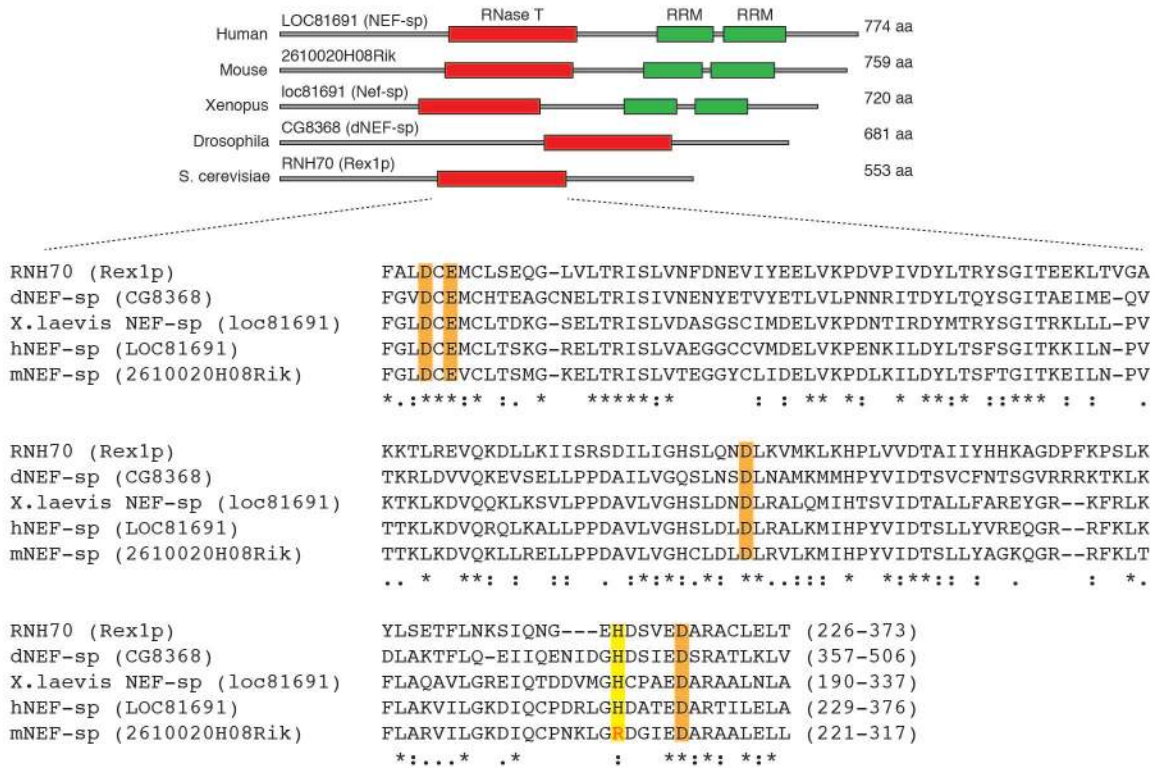 RNase T RRM RRM
Human LOC81691 (NEF-sp) 774 aa
Mouse 2610020H08Rik 759 aa
Xenopus loc81691 (Nef-sp) 720 aa
Drosophila CG8368 (dNEF-sp) 681 aa
S. cerevisiae RNH70 (Rex1p) 553 aa
RNH70 (Rex1p) FALDCEMCLSEQG-LVLTRISLVNFDNEVIYEELVKPDVPIVDYLTRYSGITEEKLTVGA
dNEF-sp (CG8368) FGVDCEMCHTEAGCNELTRISIVNENYETVYETLVLPNNRITDYLTQYSGITAEIME-QV
X.laevis NEF-sp (loc81691) FGLDCEMCLTDKG-SELTRISLVDASGSCIMDELVKPDNTIRDYMTRYSGITRKLLL-PV
hNEF-sp (LOC81691) FGLDCEMCLTSKG-RELTRISLVAEGGCCVMDELVKPENKILDYLTSFSGITKKILN-PV
mNEF-sp (2610020H08Rik) FGLDCEVCLTSMG-KELTRISLVTEGGYCLIDELVKPDLKILDYLTSFTGITKEILN-PV
*.:***:* :. * *****:* : : ** *: * **:* ::*** : : .
RNH70 (Rex1p) KKTLREVQKDLLKIISRSDILIGHSLQNDLKVMKLKHPLVVDTAIIYHHKAGDPFKPSLK
dNEF-sp (CG8368) TKRLDVVQKEVSELLPPDAILVGQSLNSDLNAMKMMHPYVIDTSVCFNTSGVRRRKTKLK
X.laevis NEF-sp (loc81691) KTKLKDVQQKLKSVLPPDAVLVGHSLDNDLRALQMIHTSVIDTALLFAREYGR--KFRLK
hNEF-sp (LOC81691) TTKLKDVQRQLKALLPPDAVLVGHSLDLDLRALKMIHPYVIDTSLLYVREQGR--RFKLK
mNEF-sp (2610020H08Rik) TTKLKDVQKLLRELLPPDAVLVGHCLDLDLRVLKMIHPYVIDTSLLYAGKQGR--RFKLT
.. * **: : :: . :*:*:.*: **..::: * *:**:: : . : *.
RNH70 (Rex1p) YLSETFLNKSIQNG---EHDSVEDARACLELT (226-373)
dNEF-sp (CG8368) DLAKTFLQ-EIIQENIDGHDSIEDSRATLKLV (357-506)
X.laevis NEF-sp (loc81691) FLAQAVLGREIQTDDVMGHCPAEDARAALNLA (190-337)
hNEF-sp (LOC81691) FLAKVILGKDIQCPDRLGHDATEDARTILELA (229-376)
mNEF-sp (2610020H08Rik) FLARVILGKDIQCPNKLGRDGIEDARAALELL (221-317)
*:...* .* : **:*: *:*